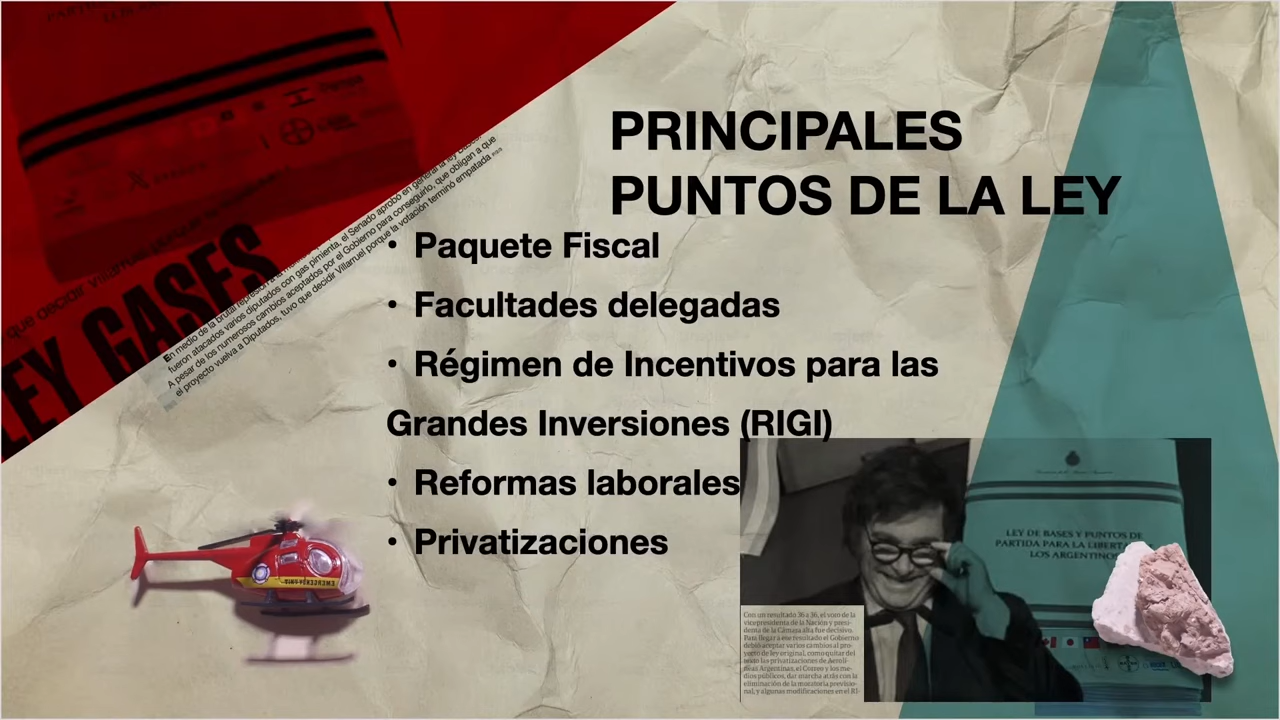 que decidir Villarruel porque
LEY GASES
En medio de la brutal represión a la
fueron atacados varios diputados con gas pimienta, el Senado aprobó en general la ley Bases.
A pesar de los numerosos cambios aceptados por el Gobierno para conseguirlo, que obligan a que
el proyecto vuelva a Diputados, tuvo que decidir Villarruel porque la votación terminó empatada
PRINCIPALES
PUNTOS DE LA LEY
• Paquete Fiscal
• Facultades delegadas
• Régimen de Incentivos para las
Grandes Inversiones (RIGI)
• Reformas laborales
• Privatizaciones
LEY DE BASES Y PUNTOS DE
PARTIDA PARA LA LIBERTAD DE
LOS ARGENTINOS
Con un resultado 36 a 36, el voto de la
vicepresidenta de la Nación y presi-
denta de la Cámara alta fue decisivo.
Para llegar a ese resultado el Gobierno
debió aceptar varios cambios al pro-
yecto de ley original, como quitar del
texto las privatizaciones de Aerolí-
neas Argentinas, el Correo y los me-
dios públicos, dar marcha atrás con la
eliminación de la moratoria previsio-
nal, y algunas modificaciones en el RI-
BAYER